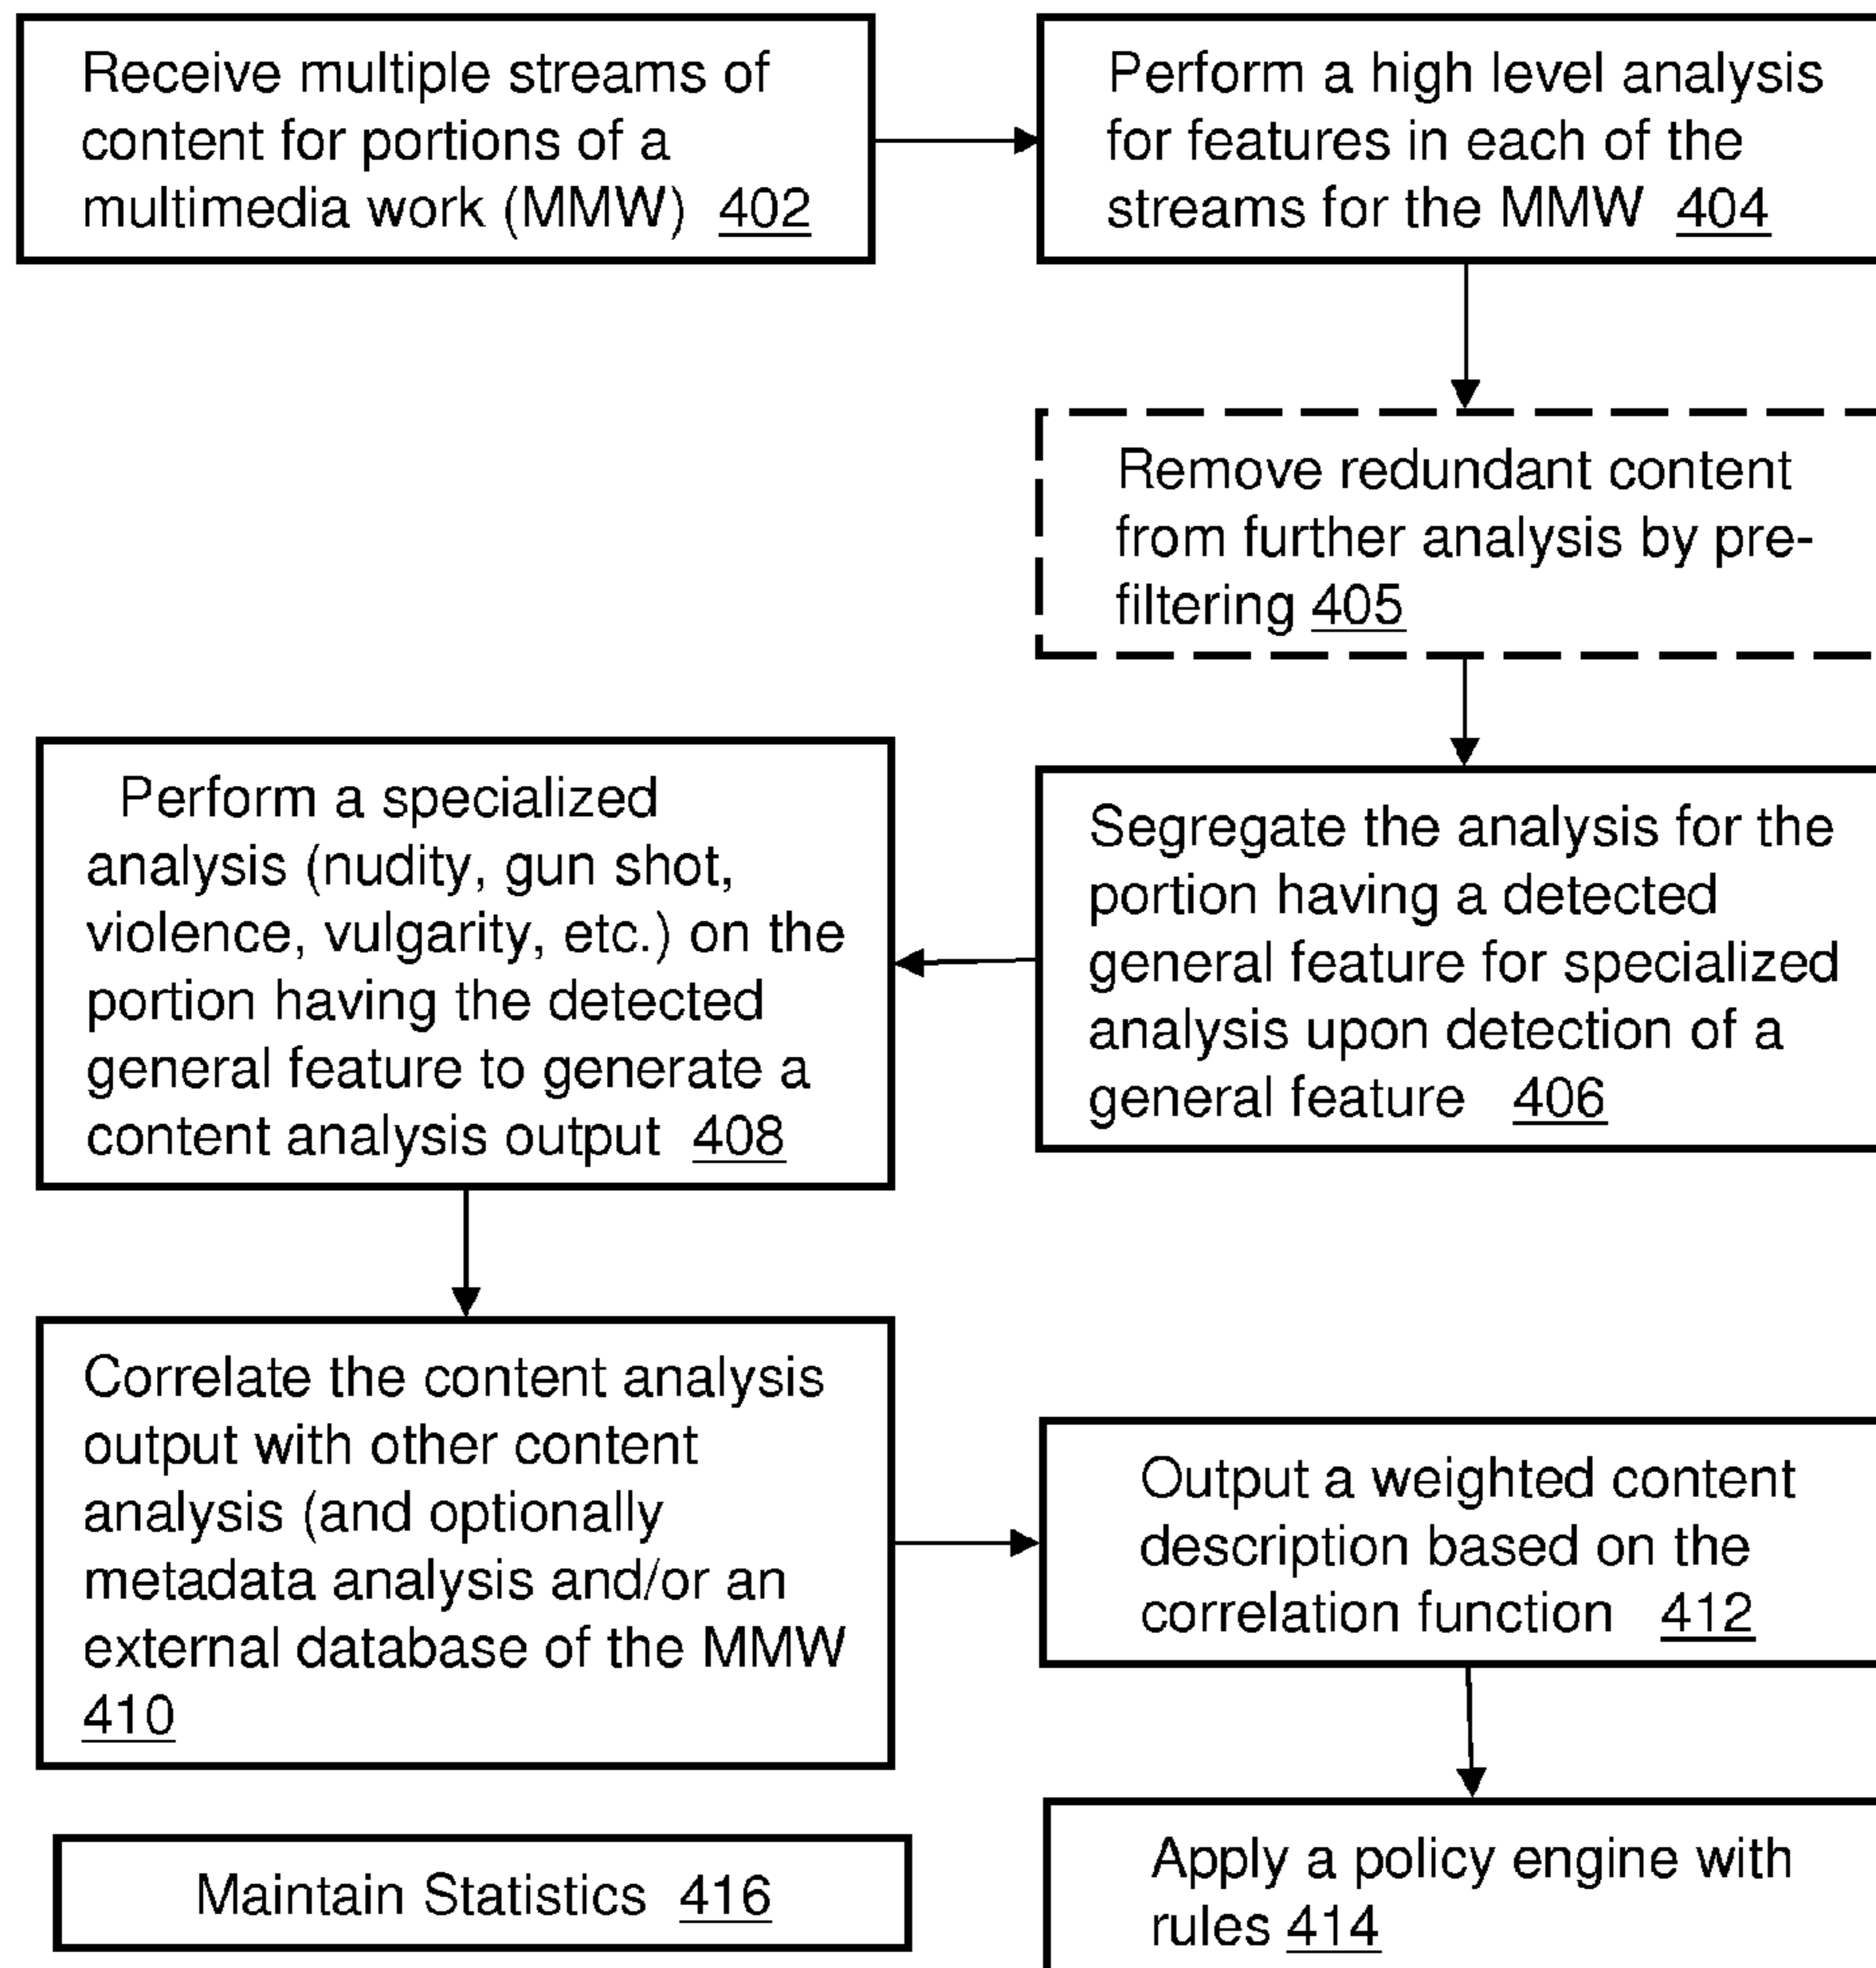 Receive multiple streams of
content for portions of a
multimedia work (MMW) 402
Perform a high level analysis
for features in each of the
streams for the MMW 404
Remove redundant content
from further analysis by pre-
filtering 405
Segregate the analysis for the
portion having a detected
general feature for specialized
analysis upon detection of a
general feature 406
Perform a specialized
analysis (nudity, gun shot,
violence, vulgarity, etc.) on the
portion having the detected
general feature to generate a
content analysis output 408
Correlate the content analysis
output with other content
analysis (and optionally
metadata analysis and/or an
external database of the MMW
410
Output a weighted content
description based on the
correlation function 412
Apply a policy engine with
rules 414
Maintain Statistics 416